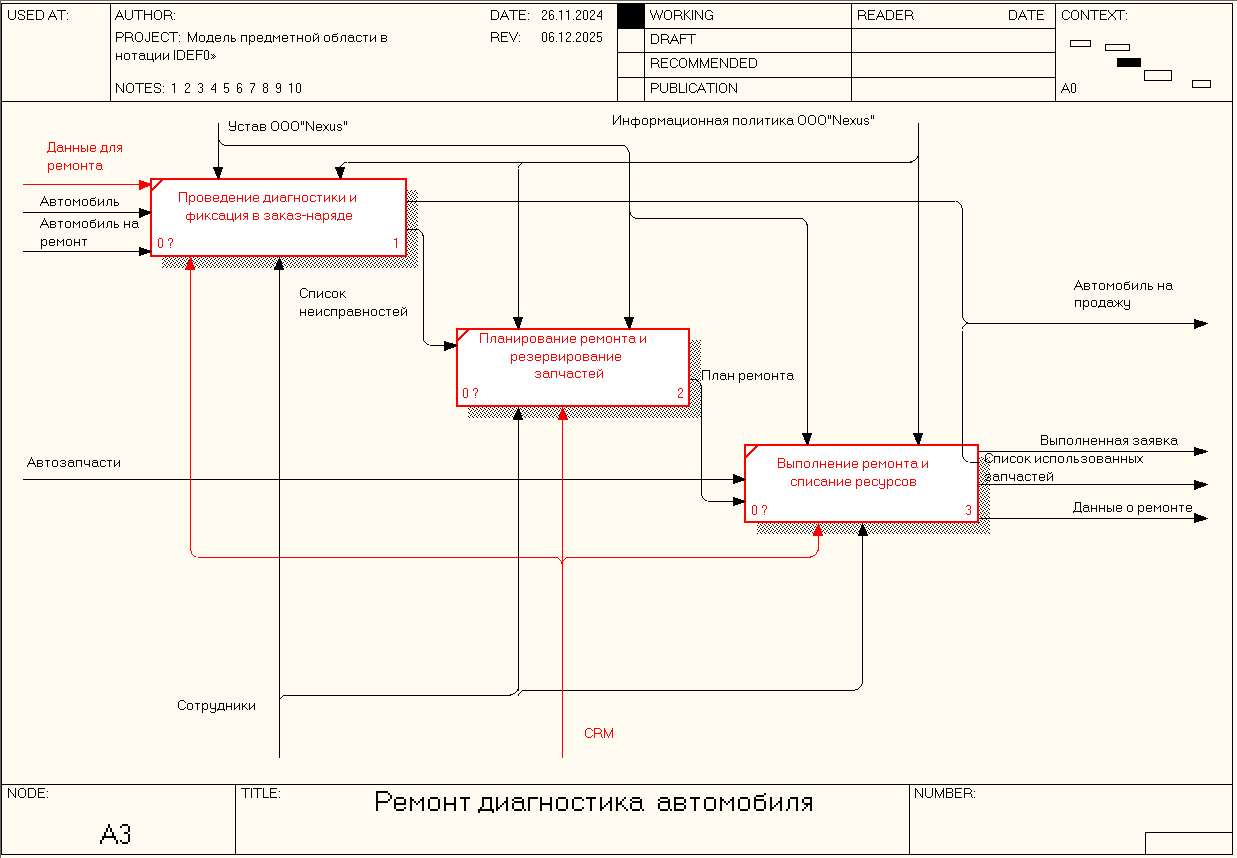 USED AT:
AUTHOR:
DATE: 26.11.2024
PROJECT: Модель предметной области в
нотации IDEF0»
REV: 06.12.2025
NOTES: 1 2 3 4 5 6 7 8 9 10
WORKING
DRAFT
RECOMMENDED
PUBLICATION
READER
DATE
CONTEXT:
A0
Устав ООО"Nexus"
Информационная политика ООО"Nexus"
Данные для
ремонта
Автомобиль
Автомобиль на
ремонт
Проведение диагностики и
фиксация в заказ-наряде
0 ?
1
Список
неисправностей
Автомобиль на
продажу
Планирование ремонта и
резервирование
запчастей
0 ?
2
План ремонта
Автозапчасти
Выполнение ремонта и
списание ресурсов
0 ?
3
Выполненная заявка
Список использованных
запчастей
Данные о ремонте
Сотрудники
CRM
NODE:
A3
TITLE:
Ремонт диагностика автомобиля
NUMBER: